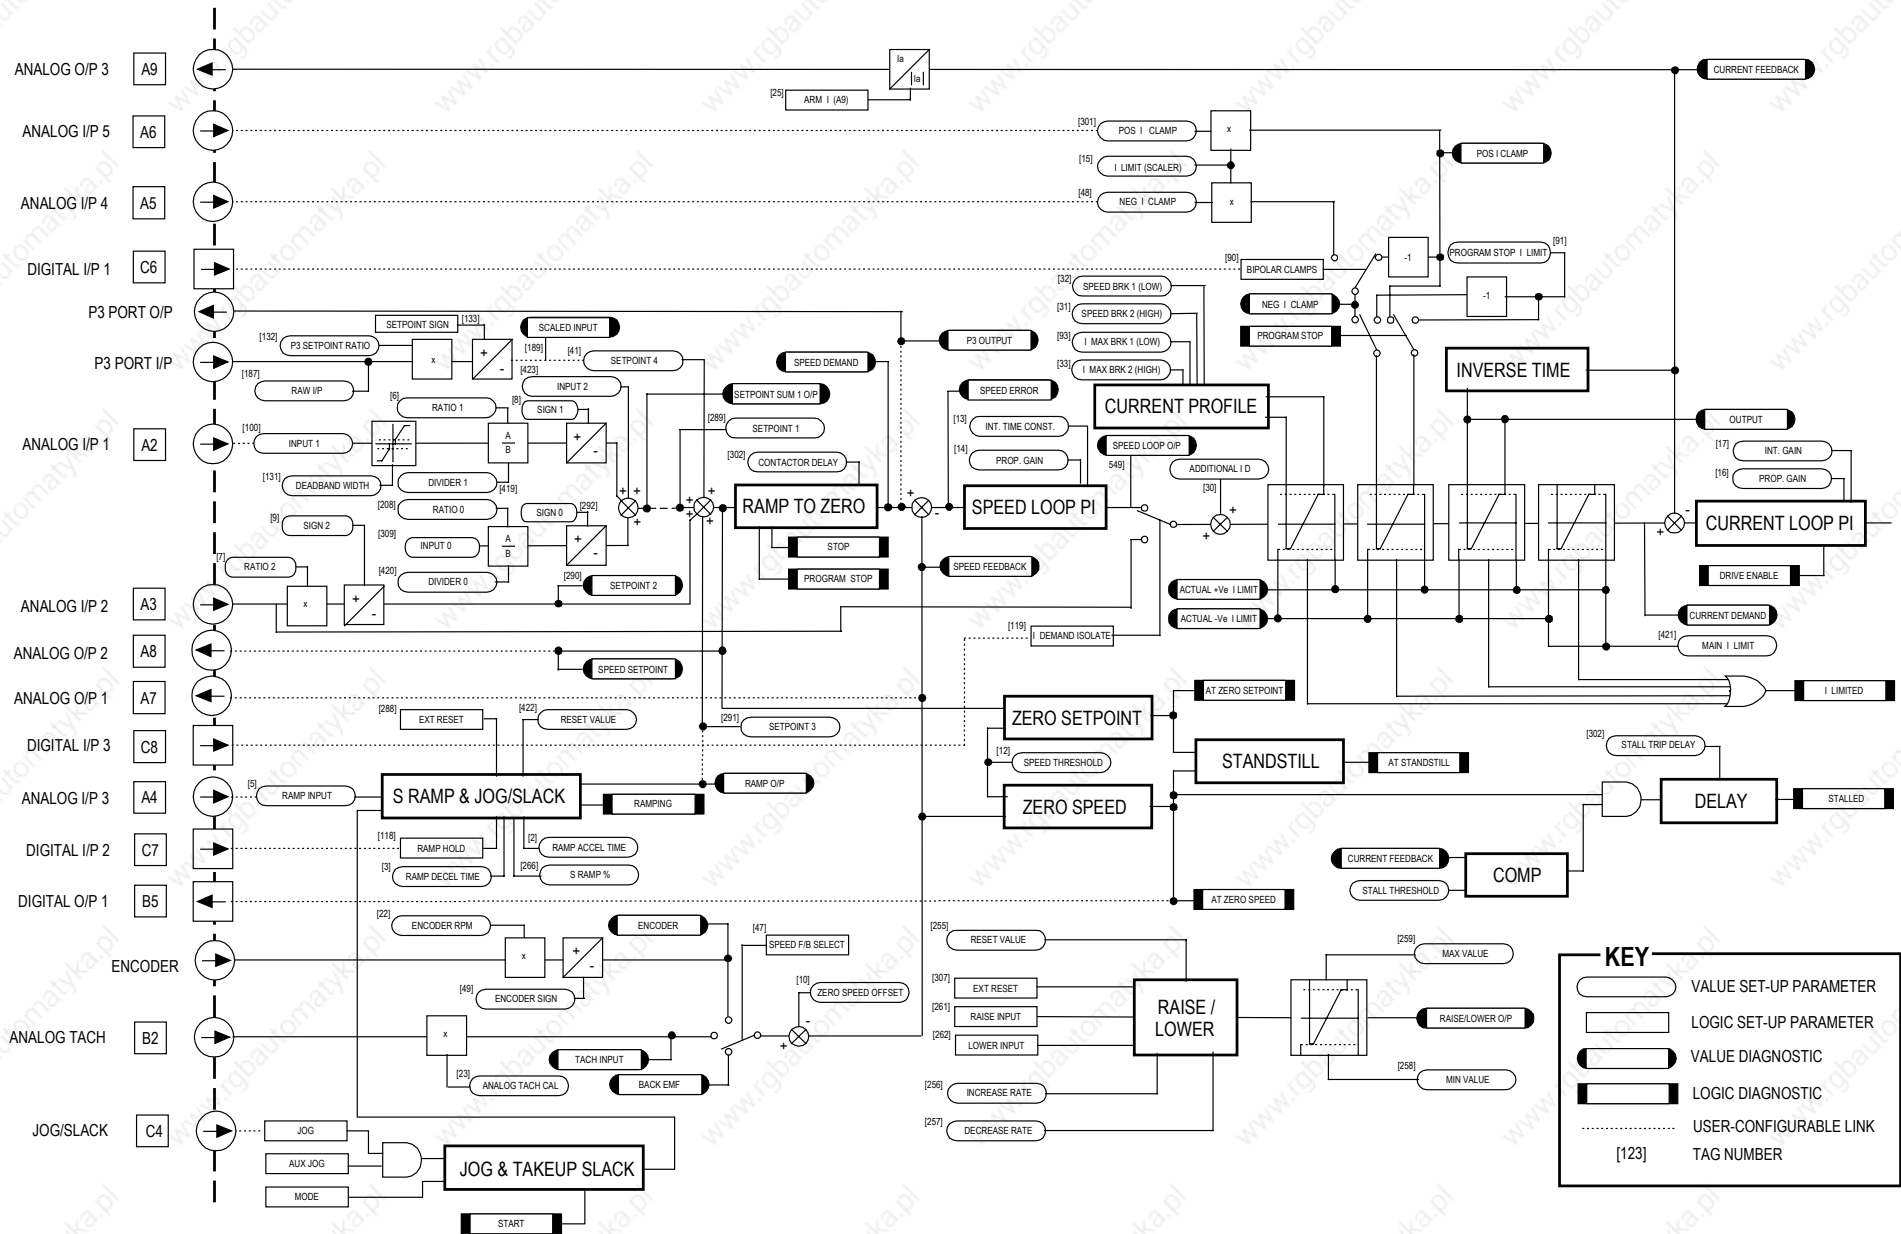 ANALOG O/P 3 A9
Ia
|Ia|
CURRENT FEEDBACK
[25] ARM I (A9)
ANALOG I/P 5 A6
[301] POS I CLAMP x
POS I CLAMP
[15] I LIMIT (SCALER)
ANALOG I/P 4 A5
[48] NEG I CLAMP x
DIGITAL I/P 1 C6
[90] BIPOLAR CLAMPS
-1
PROGRAM STOP I LIMIT [91]
-1
NEG I CLAMP
PROGRAM STOP
[32] SPEED BRK 1 (LOW)
[31] SPEED BRK 2 (HIGH)
[93] I MAX BRK 1 (LOW)
[33] I MAX BRK 2 (HIGH)
CURRENT PROFILE
INVERSE TIME
OUTPUT
P3 PORT O/P
P3 OUTPUT
SETPOINT SIGN [133]
SCALED INPUT
[189]
[132] P3 SETPOINT RATIO x + -
[41] SETPOINT 4
P3 PORT I/P
[187] RAW I/P
SPEED DEMAND
[423] INPUT 2
SETPOINT SUM 1 O/P
[289] SETPOINT 1
SPEED ERROR
[6] RATIO 1
[8] SIGN 1
ANALOG I/P 1 A2
[100] INPUT 1
A
B
+ -
[131] DEADBAND WIDTH
DIVIDER 1 [419]
[302] CONTACTOR DELAY
[13] INT. TIME CONST.
[14] PROP. GAIN
SPEED LOOP O/P
549]
ADDITIONAL I D
[30]
[17] INT. GAIN
[16] PROP. GAIN
[208] RATIO 0
SIGN 0 [292]
[9] SIGN 2
[309] INPUT 0
A
B
+ -
[420] DIVIDER 0
+ + + +
+ + + +
RAMP TO ZERO
+ -
SPEED LOOP PI
+ +
+ -
CURRENT LOOP PI
STOP
PROGRAM STOP
SPEED FEEDBACK
DRIVE ENABLE
[7] RATIO 2
[290] SETPOINT 2
ACTUAL +Ve I LIMIT
ANALOG I/P 2 A3
x + -
ACTUAL -Ve I LIMIT
CURRENT DEMAND
[119] I DEMAND ISOLATE
[421] MAIN I LIMIT
ANALOG O/P 2 A8
SPEED SETPOINT
ANALOG O/P 1 A7
AT ZERO SETPOINT
I LIMITED
[288] EXT RESET
[422] RESET VALUE
[291] SETPOINT 3
ZERO SETPOINT
DIGITAL I/P 3 C8
[12] SPEED THRESHOLD
STANDSTILL
AT STANDSTILL
[302] STALL TRIP DELAY
ANALOG I/P 3 A4
[5] RAMP INPUT
S RAMP & JOG/SLACK
RAMP O/P
RAMPING
ZERO SPEED
DELAY
STALLED
DIGITAL I/P 2 C7
[118] RAMP HOLD
[2] RAMP ACCEL TIME
[3] RAMP DECEL TIME
[266] S RAMP %
CURRENT FEEDBACK
COMP
STALL THRESHOLD
DIGITAL O/P 1 B5
AT ZERO SPEED
[22] ENCODER RPM
ENCODER
[47] SPEED F/B SELECT
ENCODER
x + -
[49] ENCODER SIGN
[10] ZERO SPEED OFFSET
- +
ANALOG TACH B2
x
TACH INPUT
[23] ANALOG TACH CAL
BACK EMF
[255] RESET VALUE
[307] EXT RESET
[261] RAISE INPUT
[262] LOWER INPUT
[256] INCREASE RATE
[257] DECREASE RATE
RAISE /
LOWER
[259] MAX VALUE
RAISE/LOWER O/P
[258] MIN VALUE
JOG/SLACK C4
JOG
AUX JOG
MODE
JOG & TAKEUP SLACK
START
KEY
VALUE SET-UP PARAMETER
LOGIC SET-UP PARAMETER
VALUE DIAGNOSTIC
LOGIC DIAGNOSTIC
USER-CONFIGURABLE LINK
[123] TAG NUMBER
www.rgbautomatyka.pl